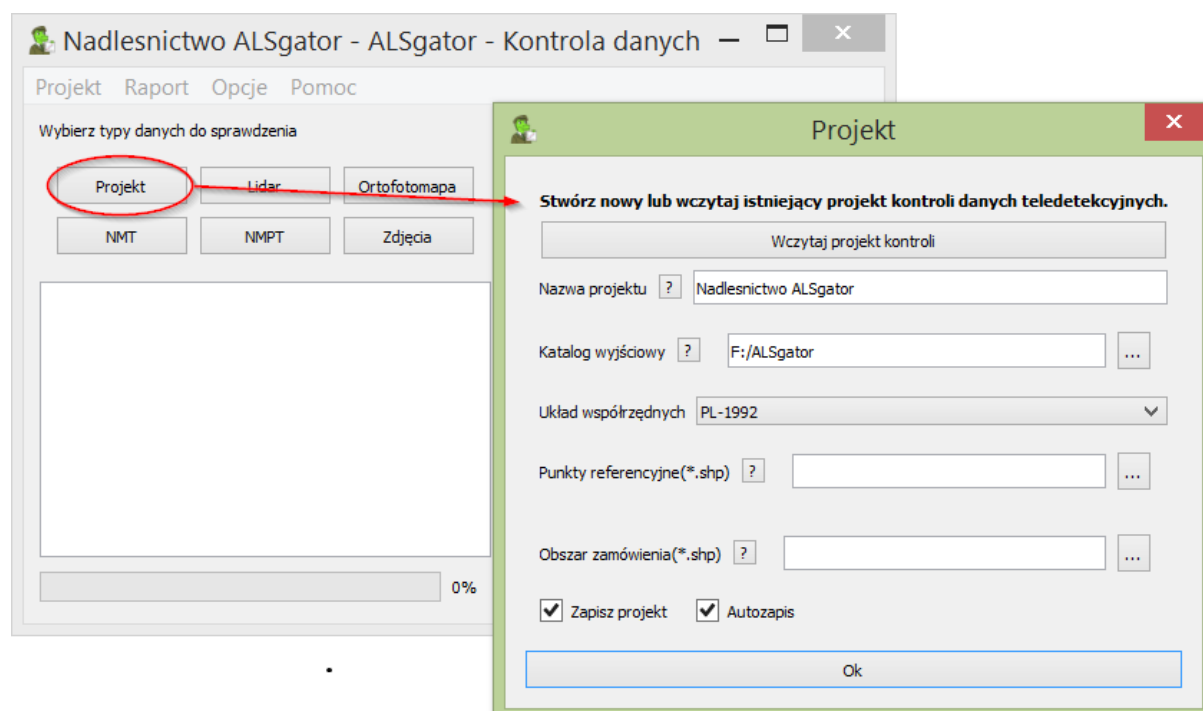 Nadlesnictwo ALSgator - ALSgator - Kontrola danych
Projekt Raport Opcje Pomoc
Wybierz typy danych do sprawdzenia
Projekt Lidar Ortofotomapa
NMT NMPT Zdjęcia
0%
Projekt
Stwórz nowy lub wczytaj istniejący projekt kontroli danych teledetekcyjnych.
Wczytaj projekt kontroli
Nazwa projektu ? Nadlesnictwo ALSgator
Katalog wyjściowy ? F:/ALSgator ...
Układ współrzędnych PL-1992
Punkty referencyjne(*.shp) ? ...
Obszar zamówienia(*.shp) ? ...
Zapisz projekt Autozapis
Ok